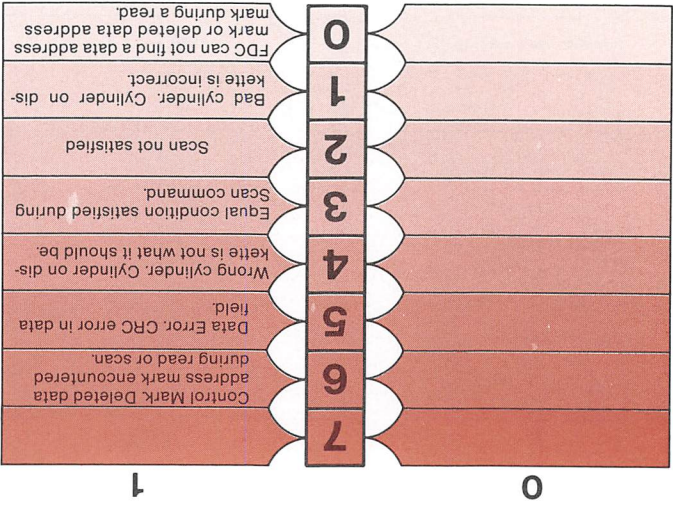 0 1
7
6
Control Mark. Deleted data
address mark encountered
during read or scan.
5
Data Error. CRC error in data
field.
4
Wrong cylinder. Cylinder on dis-
kette is not what it should be.
3
Equal condition satisfied during
Scan command.
2
Scan not satisfied
1
Bad cylinder. Cylinder on dis-
kette is incorrect.
0
FDC can not find a data address
mark or deleted data address
mark during a read.